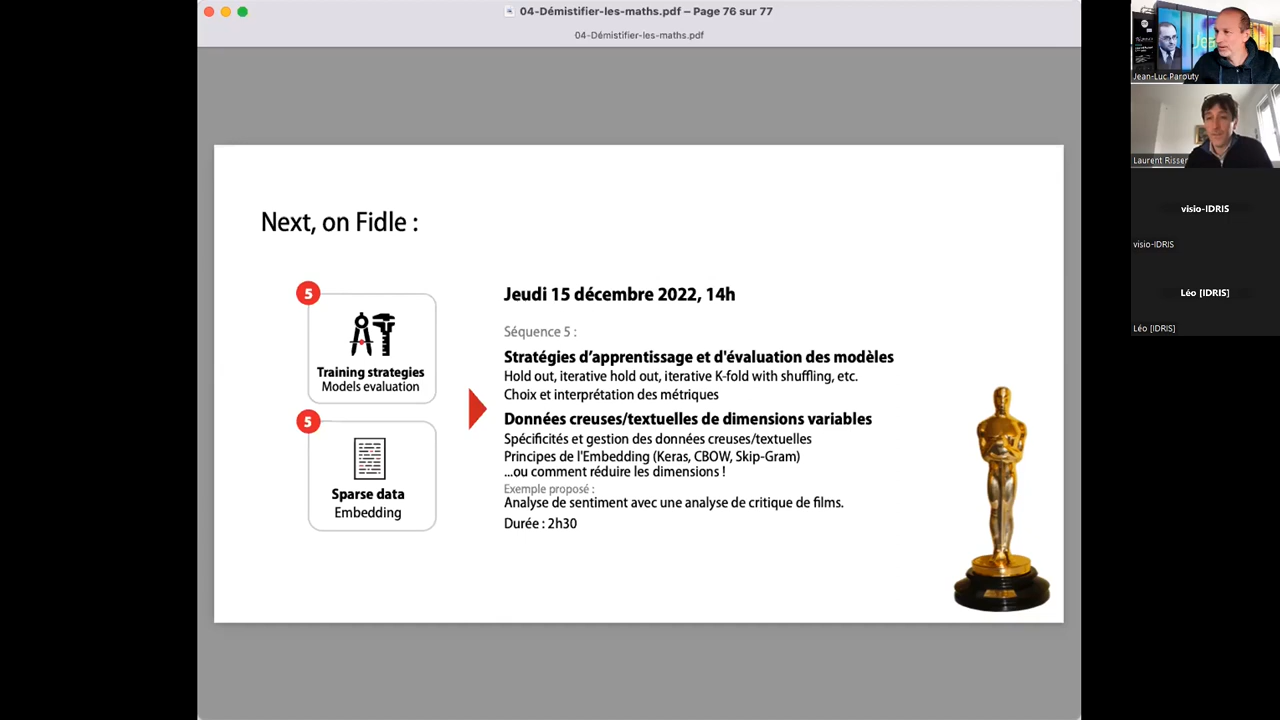 04-Démistifier-les-maths.pdf – Page 76 sur 77
04-Démistifier-les-maths.pdf
Next, on Fidle :
5
Training strategies
Models evaluation
5
Sparse data
Embedding
Jeudi 15 décembre 2022, 14h
Séquence 5 :
Stratégies d’apprentissage et d'évaluation des modèles
Hold out, iterative hold out, iterative K-fold with shuffling, etc.
Choix et interprétation des métriques
Données creuses/textuelles de dimensions variables
Spécificités et gestion des données creuses/textuelles
Principes de l'Embedding (Keras, CBOW, Skip-Gram)
...ou comment réduire les dimensions !
Exemple proposé :
Analyse de sentiment avec une analyse de critique de films.
Durée : 2h30
Jean-Luc Parouty
Laurent Risser
visio-IDRIS
visio-IDRIS
Léo [IDRIS]
Léo [IDRIS]